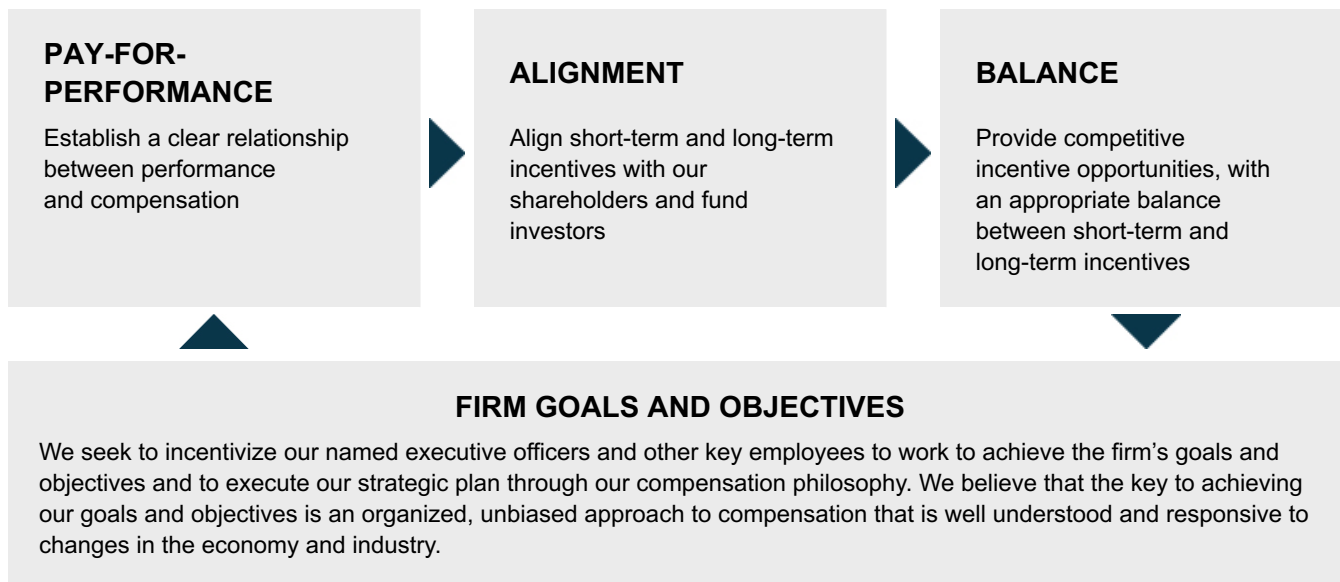 PAY-FOR-
PERFORMANCE
Establish a clear relationship
between performance
and compensation
ALIGNMENT
Align short-term and long-term
incentives with our
shareholders and fund
investors
BALANCE
Provide competitive
incentive opportunities, with
an appropriate balance
between short-term and
long-term incentives
FIRM GOALS AND OBJECTIVES
We seek to incentivize our named executive officers and other key employees to work to achieve the firm's goals and
objectives and to execute our strategic plan through our compensation philosophy. We believe that the key to achieving
our goals and objectives is an organized, unbiased approach to compensation that is well understood and responsive to
changes in the economy and industry.